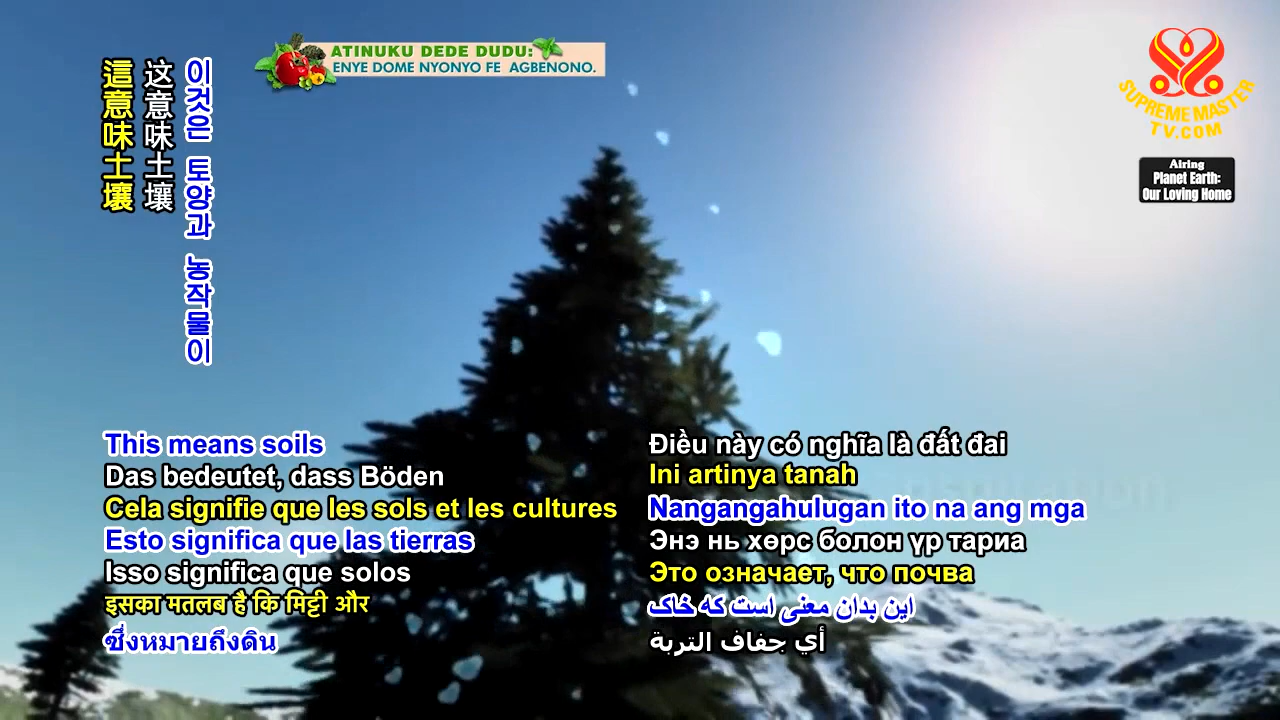 ATINUKU DEDE DUDU:
ENYE DOME NYONYO FE AGBENONO.
SUPREME MASTER
TV.COM
Airing
Planet Earth:
Our Loving Home
這意味土壤
这意味土壤
이것은 토양과 농작물이
This means soils
Das bedeutet, dass Böden
Cela signifie que les sols et les cultures
Esto significa que las tierras
Isso significa que solos
इसका मतलब है कि मिट्टी और
ซึ่งหมายถึงดิน
Điều này có nghĩa là đất đai
Ini artinya tanah
Nangangahulugan ito na ang mga
Энэ нь хөрс болон үр тариа
Это означает, что почва
این بدان معنی است که خاک
أي جفاف التربة